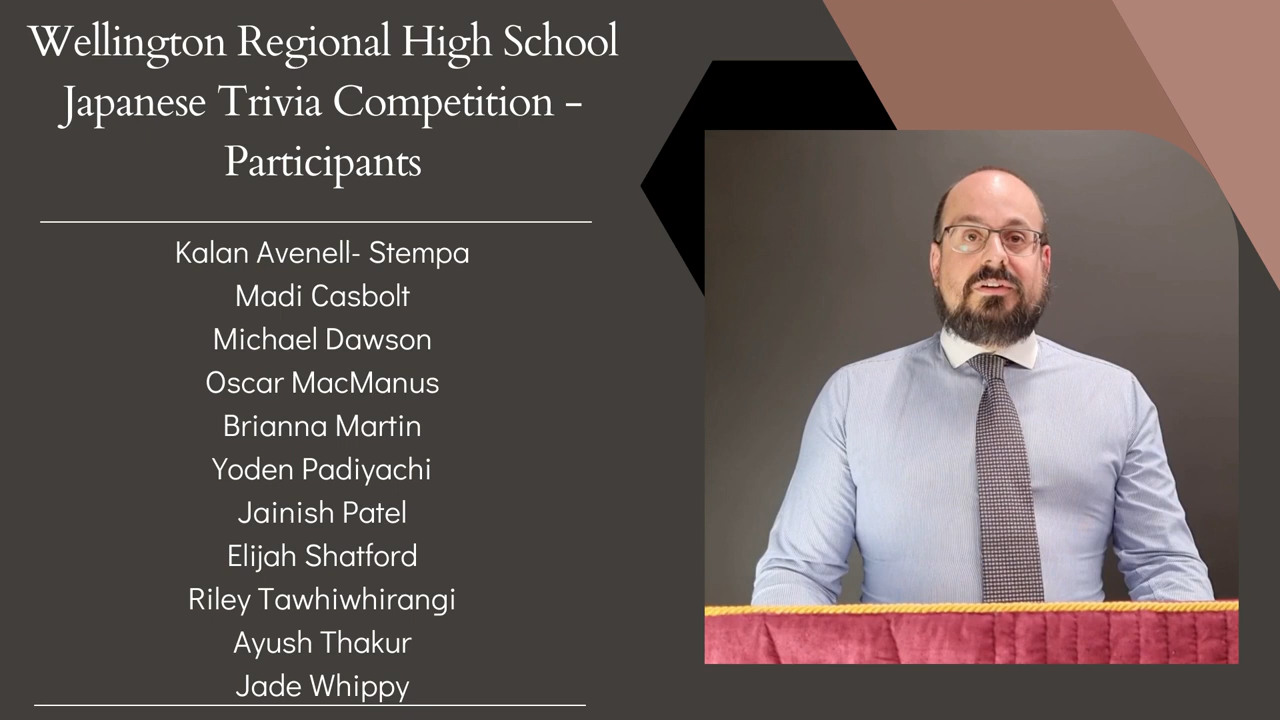 Wellington Regional High School
Japanese Trivia Competition -
Participants
Kalan Avenell- Stempa
Madi Casbolt
Michael Dawson
Oscar MacManus
Brianna Martin
Yoden Padiyachi
Jainish Patel
Elijah Shatford
Riley Tawhiwhirangi
Ayush Thakur
Jade Whippy